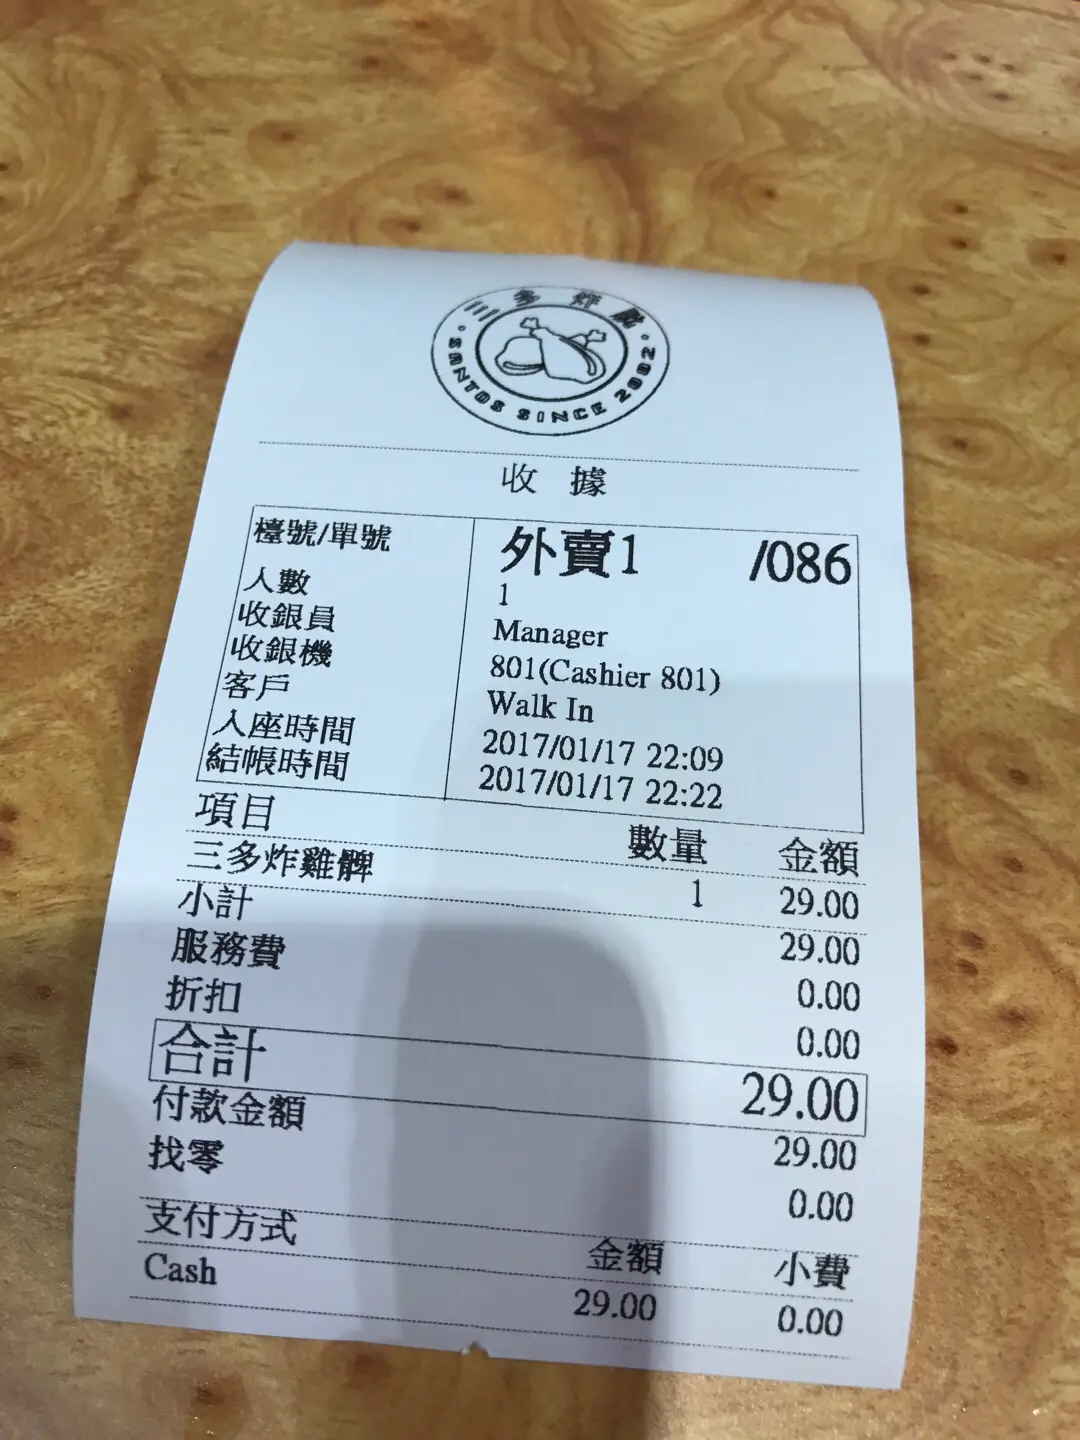 三多炸髀
SANTOS SINCE 2002
收 據
檯號/單號 外賣1 /086
人數 1
收銀員 Manager
收銀機 801(Cashier 801)
客戶 Walk In
入座時間 2017/01/17 22:09
結帳時間 2017/01/17 22:22
項目 數量 金額
三多炸雞髀 1 29.00
小計 29.00
服務費 0.00
折扣 0.00
合計 29.00
付款金額 29.00
找零 0.00
支付方式 金額 小費
Cash 29.00 0.00